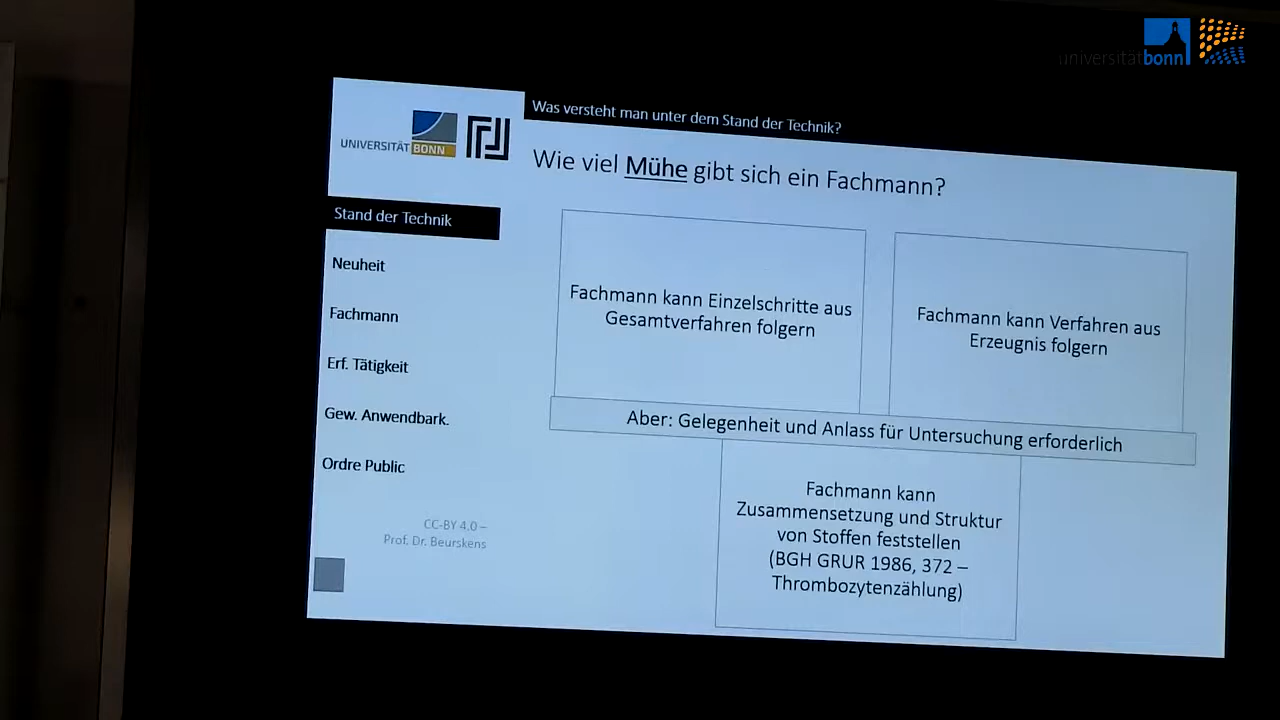 universitätbonn
UNIVERSITÄT BONN
Was versteht man unter dem Stand der Technik?
Wie viel Mühe gibt sich ein Fachmann?
Stand der Technik
Neuheit
Fachmann
Erf. Tätigkeit
Gew. Anwendbark.
Ordre Public
CC-BY 4.0 –
Prof. Dr. Beurskens
Fachmann kann Einzelschritte aus
Gesamtverfahren folgern
Fachmann kann Verfahren aus
Erzeugnis folgern
Aber: Gelegenheit und Anlass für Untersuchung erforderlich
Fachmann kann
Zusammensetzung und Struktur
von Stoffen feststellen
(BGH GRUR 1986, 372 –
Thrombozytenzählung)